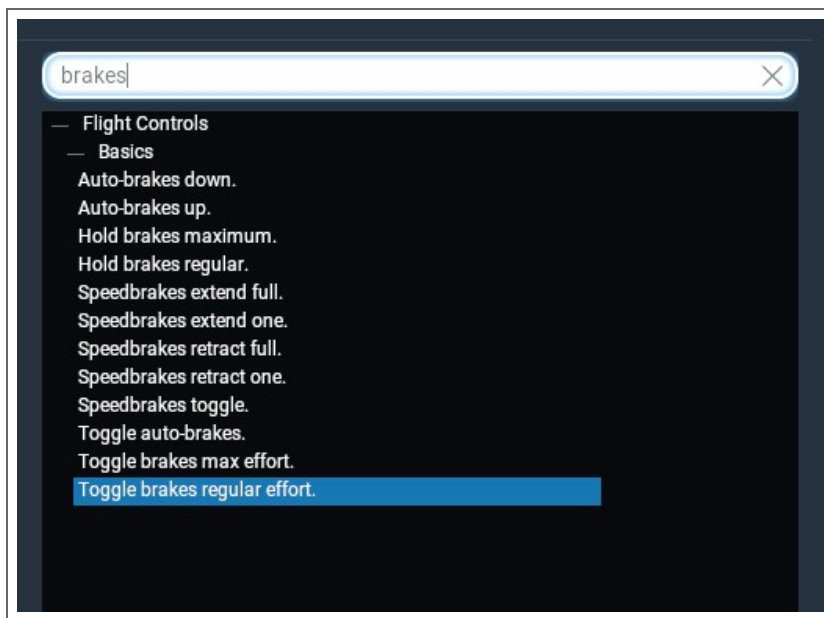 brakes
Flight Controls
Basics
Auto-brakes down.
Auto-brakes up.
Hold brakes maximum.
Hold brakes regular.
Speedbrakes extend full.
Speedbrakes extend one.
Speedbrakes retract full.
Speedbrakes retract one.
Speedbrakes toggle.
Toggle auto-brakes.
Toggle brakes max effort.
Toggle brakes regular effort.